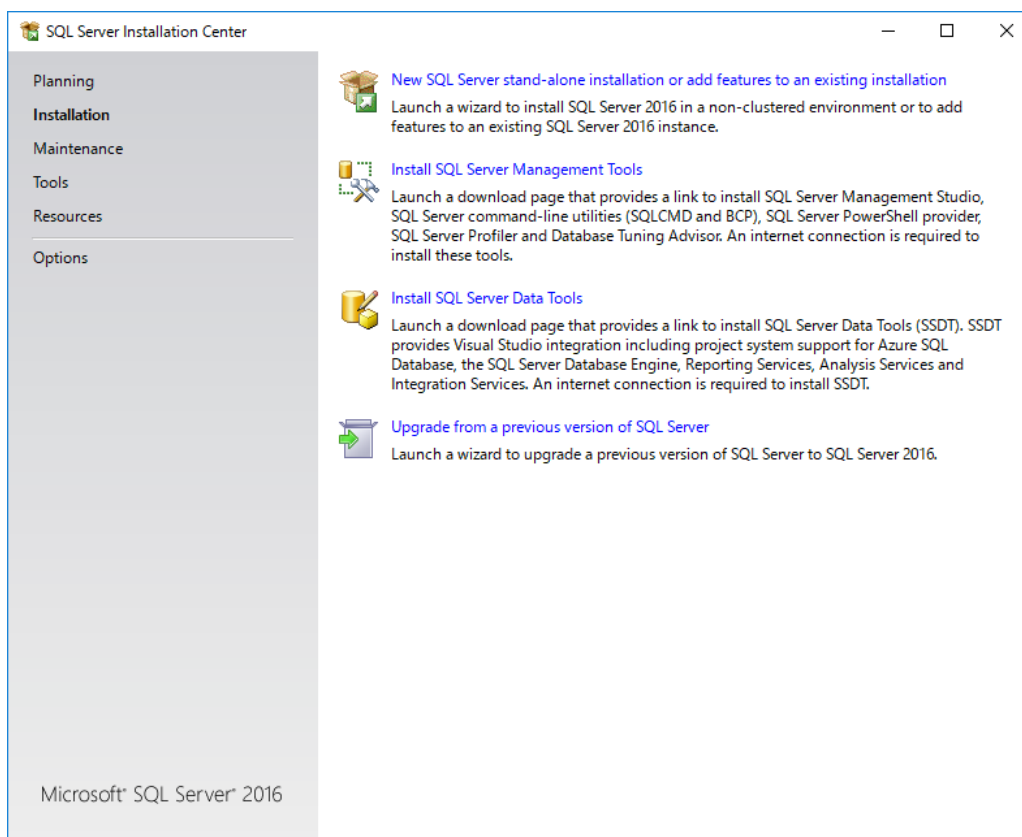 SQL Server Installation Center
Planning
Installation
Maintenance
Tools
Resources
Options
New SQL Server stand-alone installation or add features to an existing installation
Launch a wizard to install SQL Server 2016 in a non-clustered environment or to add
features to an existing SQL Server 2016 instance.
Install SQL Server Management Tools
Launch a download page that provides a link to install SQL Server Management Studio,
SQL Server command-line utilities (SQLCMD and BCP), SQL Server PowerShell provider,
SQL Server Profiler and Database Tuning Advisor. An internet connection is required to
install these tools.
Install SQL Server Data Tools
Launch a download page that provides a link to install SQL Server Data Tools (SSDT). SSDT
provides Visual Studio integration including project system support for Azure SQL
Database, the SQL Server Database Engine, Reporting Services, Analysis Services and
Integration Services. An internet connection is required to install SSDT.
Upgrade from a previous version of SQL Server
Launch a wizard to upgrade a previous version of SQL Server to SQL Server 2016.
Microsoft® SQL Server® 2016